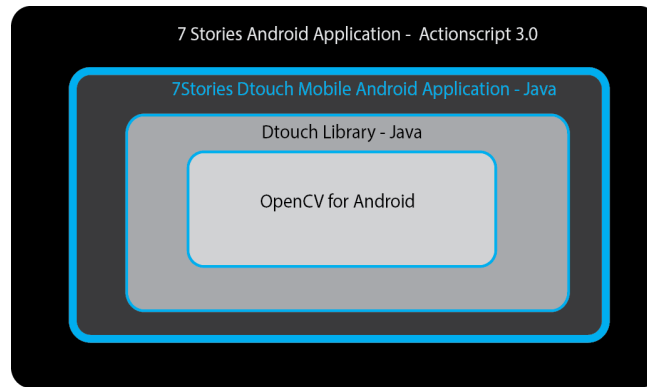 7 Stories Android Application - Actionscript 3.0
7Stories Dtouch Mobile Android Application - Java
Dtouch Library - Java
OpenCV for Android